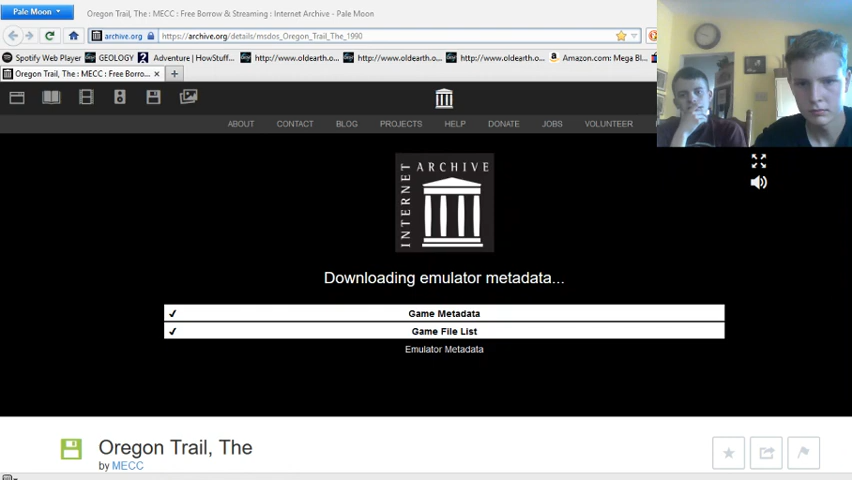 Pale Moon
Oregon Trail, The : MECC : Free Borrow & Streaming : Internet Archive - Pale Moon
archive.org
https://archive.org/details/msdos_Oregon_Trail_The_1990
Spotify Web Player GEOLOGY Adventure | HowStuff... http://www.oldearth.o... http://www.oldearth.o... http://www.oldearth.o... Amazon.com: Mega Bl...
Oregon Trail, The : MECC : Free Borro...
ABOUT CONTACT BLOG PROJECTS HELP DONATE JOBS VOLUNTEER
INTERNET ARCHIVE
Downloading emulator metadata...
✓ Game Metadata
✓ Game File List
Emulator Metadata
Oregon Trail, The
by MECC